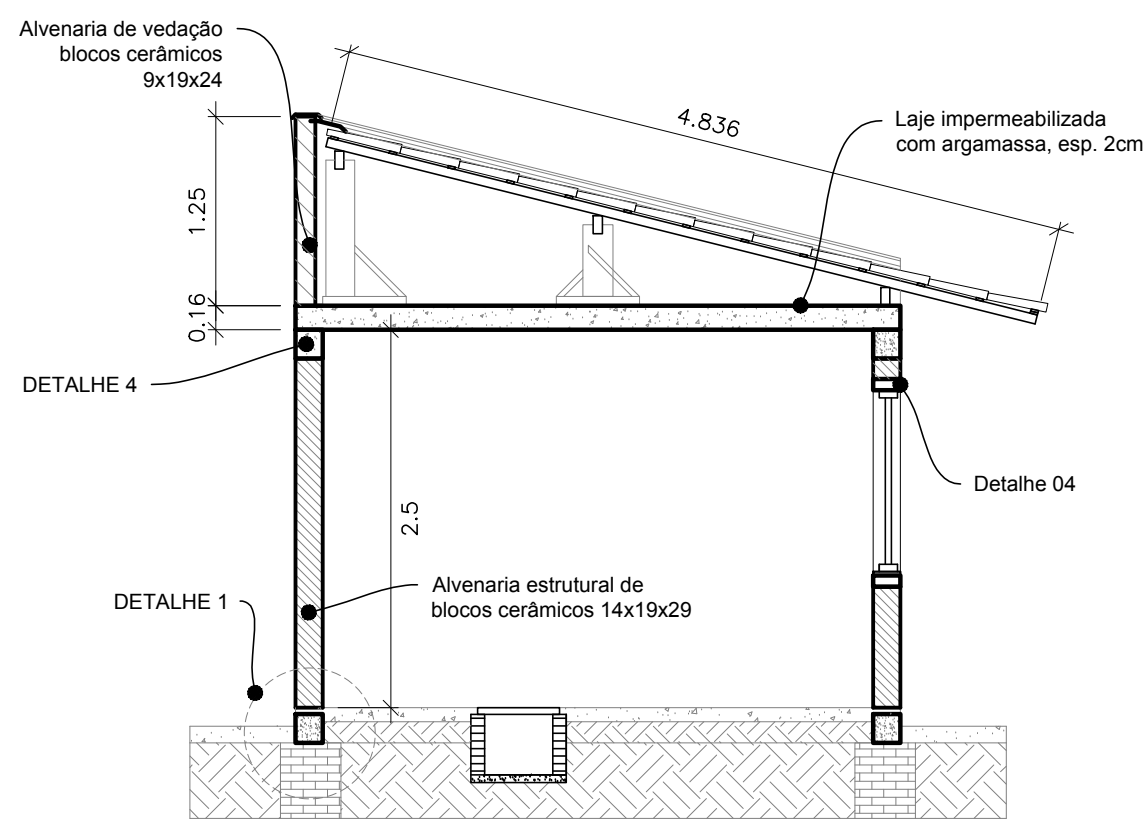 Alvenaria de vedação
blocos cerâmicos
9x19x24
4.836
Laje impermeabilizada
com argamassa, esp. 2cm
1.25
0.16
DETALHE 4
Detalhe 04
2.5
Alvenaria estrutural de
blocos cerâmicos 14x19x29
DETALHE 1